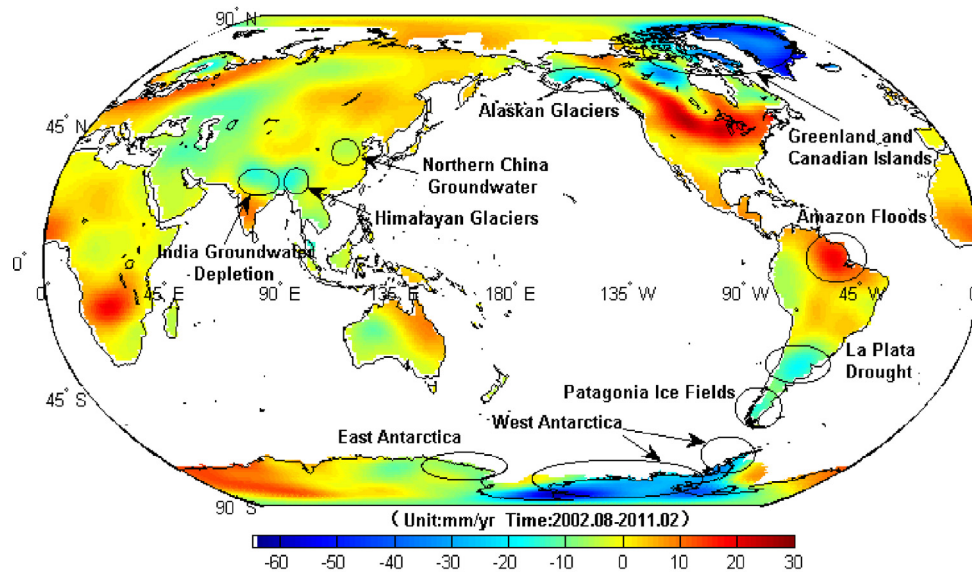 90 N
45 N
0°
45 S
90 S
0° 45 E 90 E 135 E 180 E 135 W 90 W 45 W 0
Alaskan Glaciers
Greenland and
Canadian Islands
Northern China
Groundwater
Himalayan Glaciers
Amazon Floods
India Groundwater
Depletion
La Plata
Drought
Patagonia Ice Fields
West Antarctica
East Antarctica
( Unit:mm/yr Time:2002.08-2011.02)
-60 -50 -40 -30 -20 -10 0 10 20 30